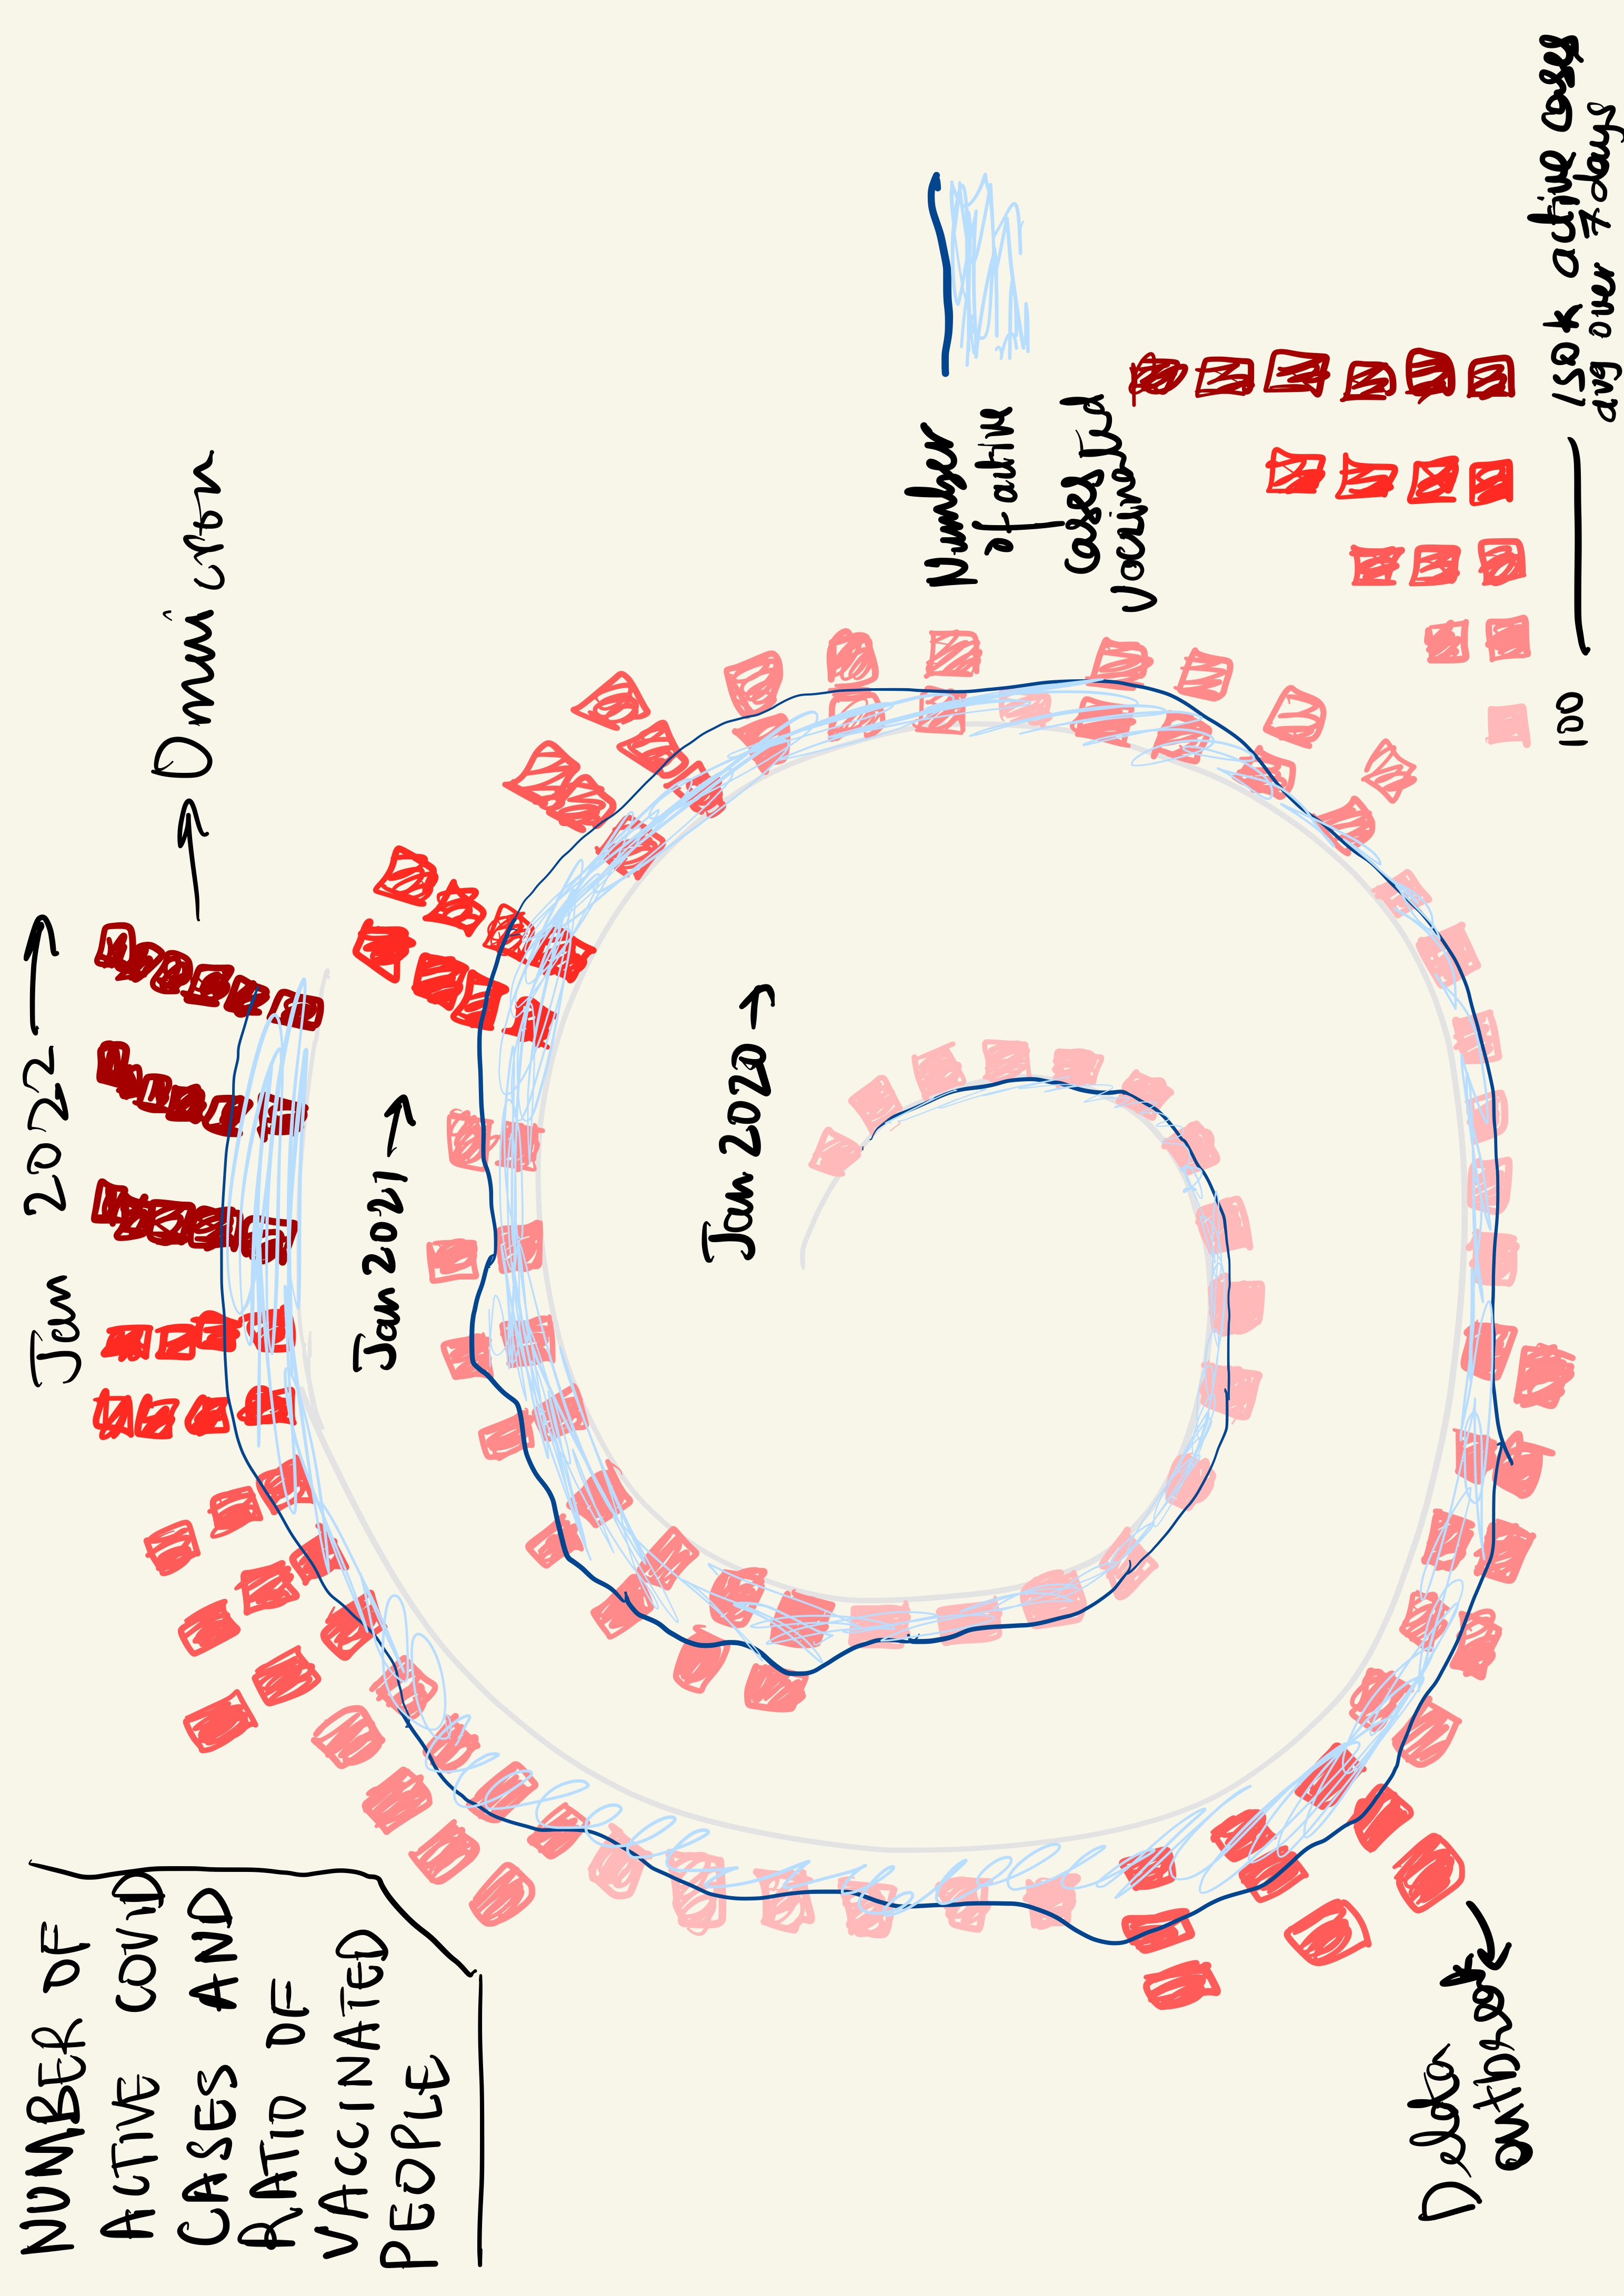 NUMBER OF
ACTIVE COVID
CASES AND
RATIO OF
VACCINATED
PEOPLE
Jan 2022 →
→ Omicron
Jan 2021 →
Jan 2020 →
Number
of active
cases
vaccinated
Delta
outbreak
100
150k active cases
avg over 7 days